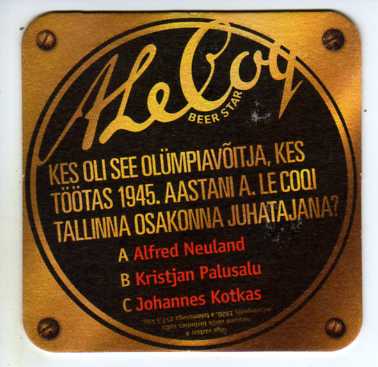 A Le Coq
BEER STAR
KES OLI SEE OLÜMPIAVÕITJA, KES
TÖÖTAS 1945. AASTANI A. LE COQI
TALLINNA OSAKONNA JUHATAJANA?
A Alfred Neuland
B Kristjan Palusalu
C Johannes Kotkas